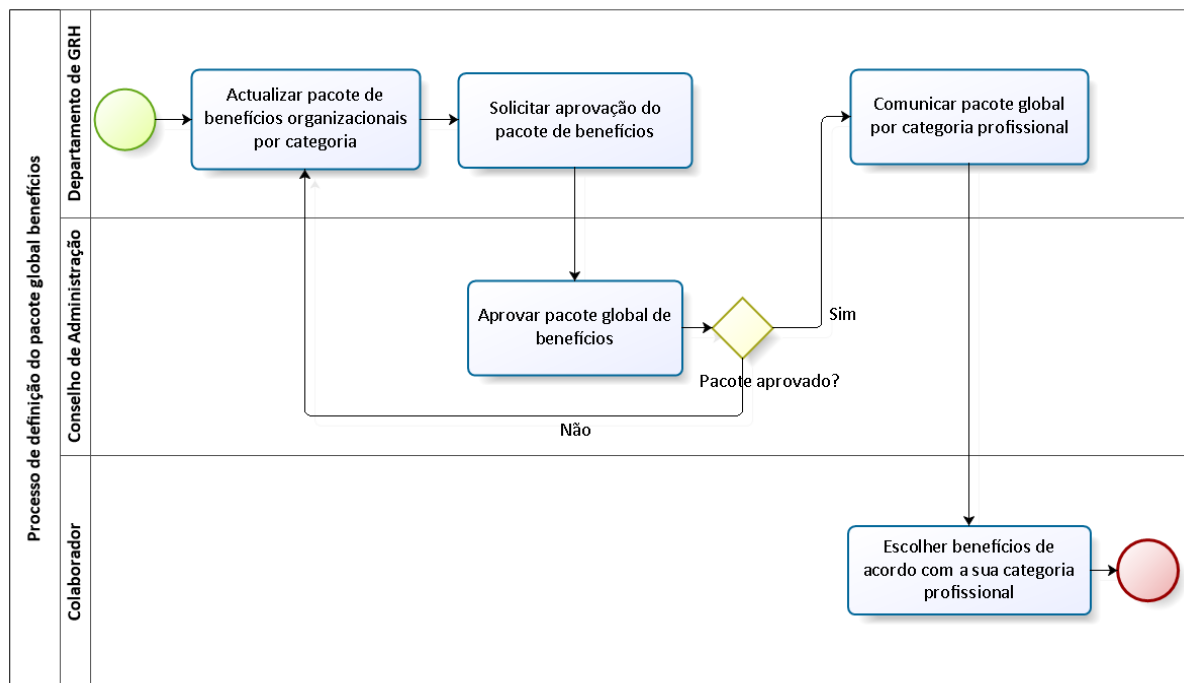 Processo de definição do pacote global benefícios
Departamento de GRH
Actualizar pacote de
benefícios organizacionais
por categoria
Solicitar aprovação do
pacote de benefícios
Comunicar pacote global
por categoria profissional
Conselho de Administração
Aprovar pacote global de
benefícios
Sim
Pacote aprovado?
Não
Colaborador
Escolher benefícios de
acordo com a sua categoria
profissional